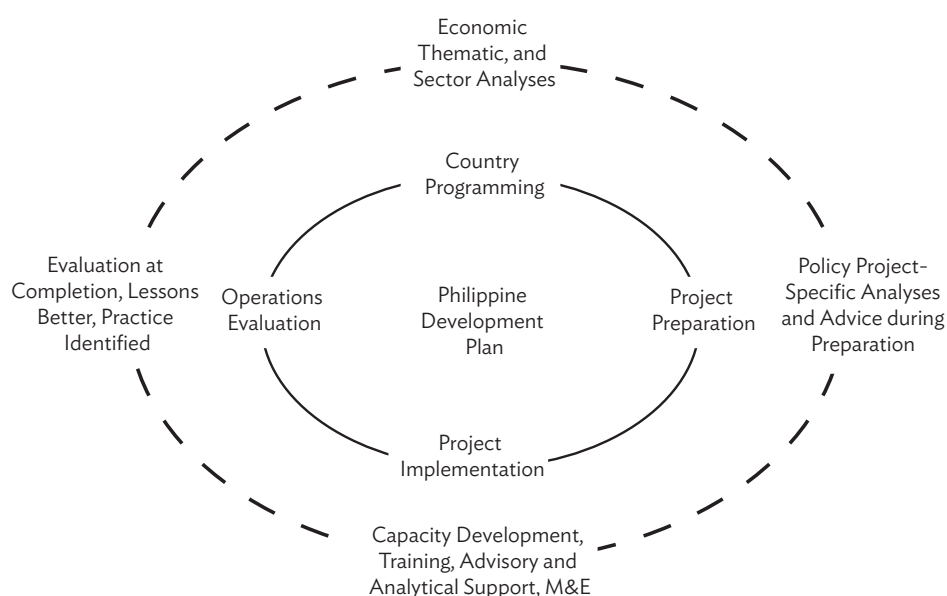 Economic
Thematic, and
Sector Analyses
Country
Programming
Evaluation at
Completion, Lessons
Better, Practice
Identified
Operations
Evaluation
Philippine
Development
Plan
Project
Preparation
Policy Project-
Specific Analyses
and Advice during
Preparation
Project
Implementation
Capacity Development,
Training, Advisory and
Analytical Support, M&E